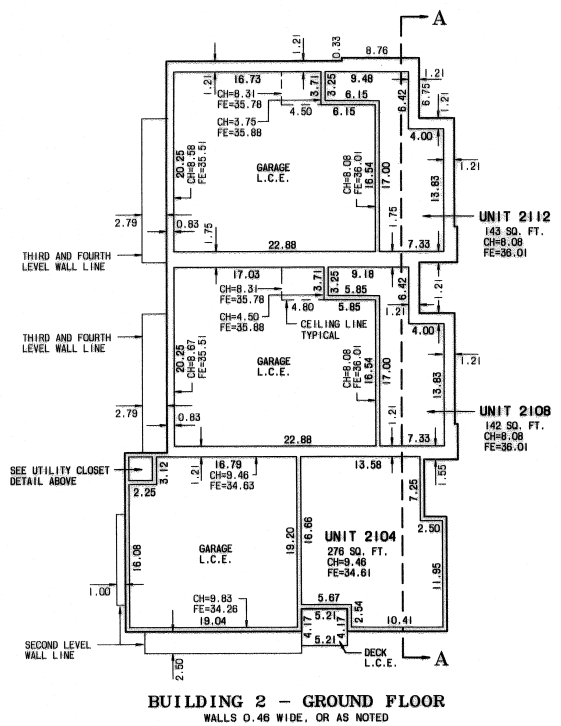 A
1.21
0.33
8.76
16.73
9.48
1.21
1.21
3.71
3.25
6.42
6.75
CH=8.31
FE=35.78
4.50
6.15
6.15
1.21
CH=3.75
FE=35.88
4.00
20.25
CH=8.58
FE=35.51
GARAGE
L.C.E.
CH=8.08
FE=36.01
16.54
17.00
13.83
1.21
2.79
0.83
1.75
1.75
UNIT 2112
143 SQ. FT.
CH=8.08
FE=36.01
22.88
7.33
THIRD AND FOURTH
LEVEL WALL LINE
17.03
9.18
3.71
3.25
6.42
1.21
CH=8.31
FE=35.78
4.80
5.85
5.85
1.21
CH=4.50
FE=35.88
CEILING LINE
TYPICAL
4.00
THIRD AND FOURTH
LEVEL WALL LINE
20.25
CH=8.67
FE=35.51
GARAGE
L.C.E.
CH=8.08
FE=36.01
16.54
17.00
13.83
1.21
2.79
0.83
1.21
UNIT 2108
142 SQ. FT.
CH=8.08
FE=36.01
22.88
7.33
SEE UTILITY CLOSET
DETAIL ABOVE
3.12
2.25
1.21
16.79
CH=9.46
FE=34.63
13.58
7.25
1.55
2.50
16.08
GARAGE
L.C.E.
19.20
16.66
UNIT 2104
276 SQ. FT.
CH=9.46
FE=34.61
11.95
1.00
CH=9.83
FE=34.26
19.04
5.67
5.21
2.54
4.17
4.17
5.21
10.41
SECOND LEVEL
WALL LINE
2.50
DECK
L.C.E.
A
BUILDING 2 - GROUND FLOOR
WALLS 0.46 WIDE, OR AS NOTED